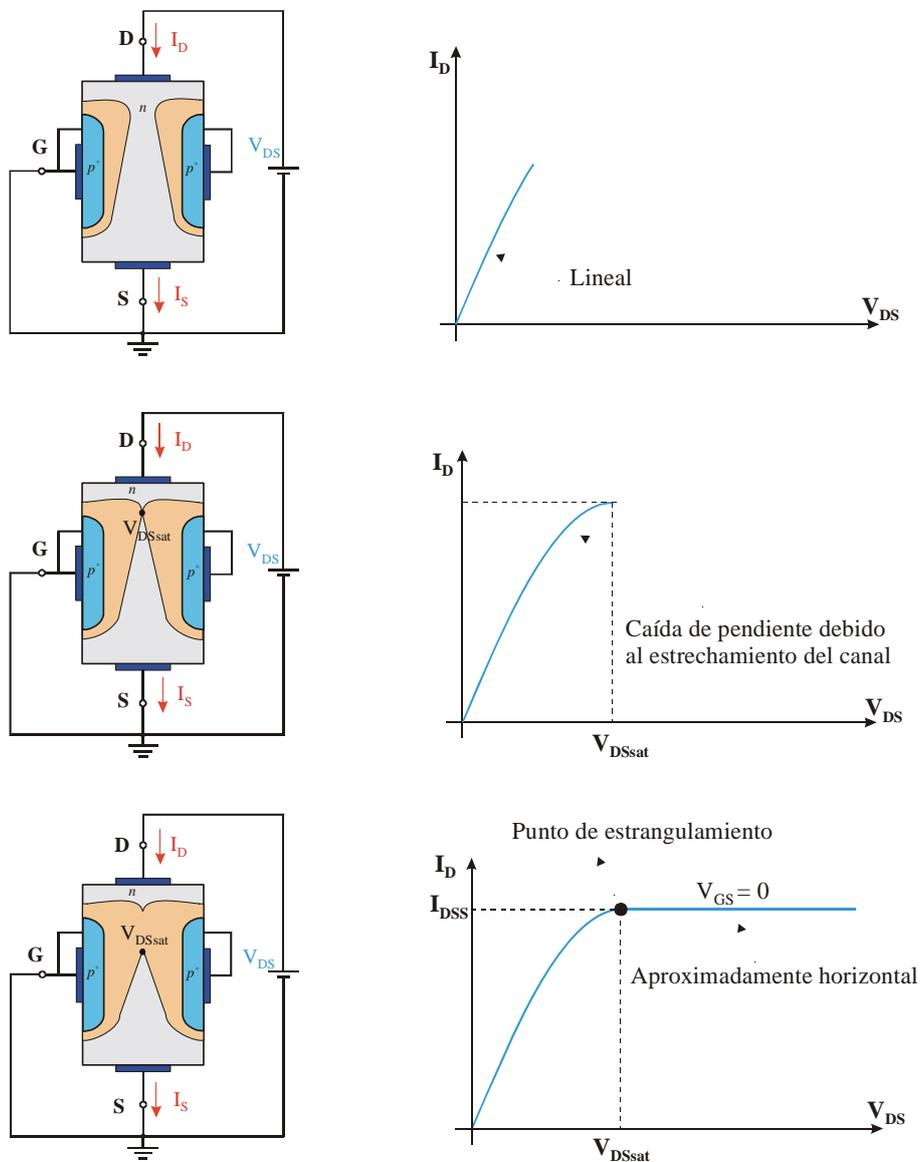 D
I_D
n
G
p+
p+
V_DS
S
I_S
I_D
Lineal
V_DS
D
I_D
n
V_DSsat
G
p+
p+
V_DS
S
I_S
I_D
Caída de pendiente debido
al estrechamiento del canal
V_DS
V_DSsat
D
I_D
n
V_DSsat
G
p+
p+
V_DS
S
I_S
Punto de estrangulamiento
I_D
I_DSS
V_GS = 0
Aproximadamente horizontal
V_DS
V_DSsat